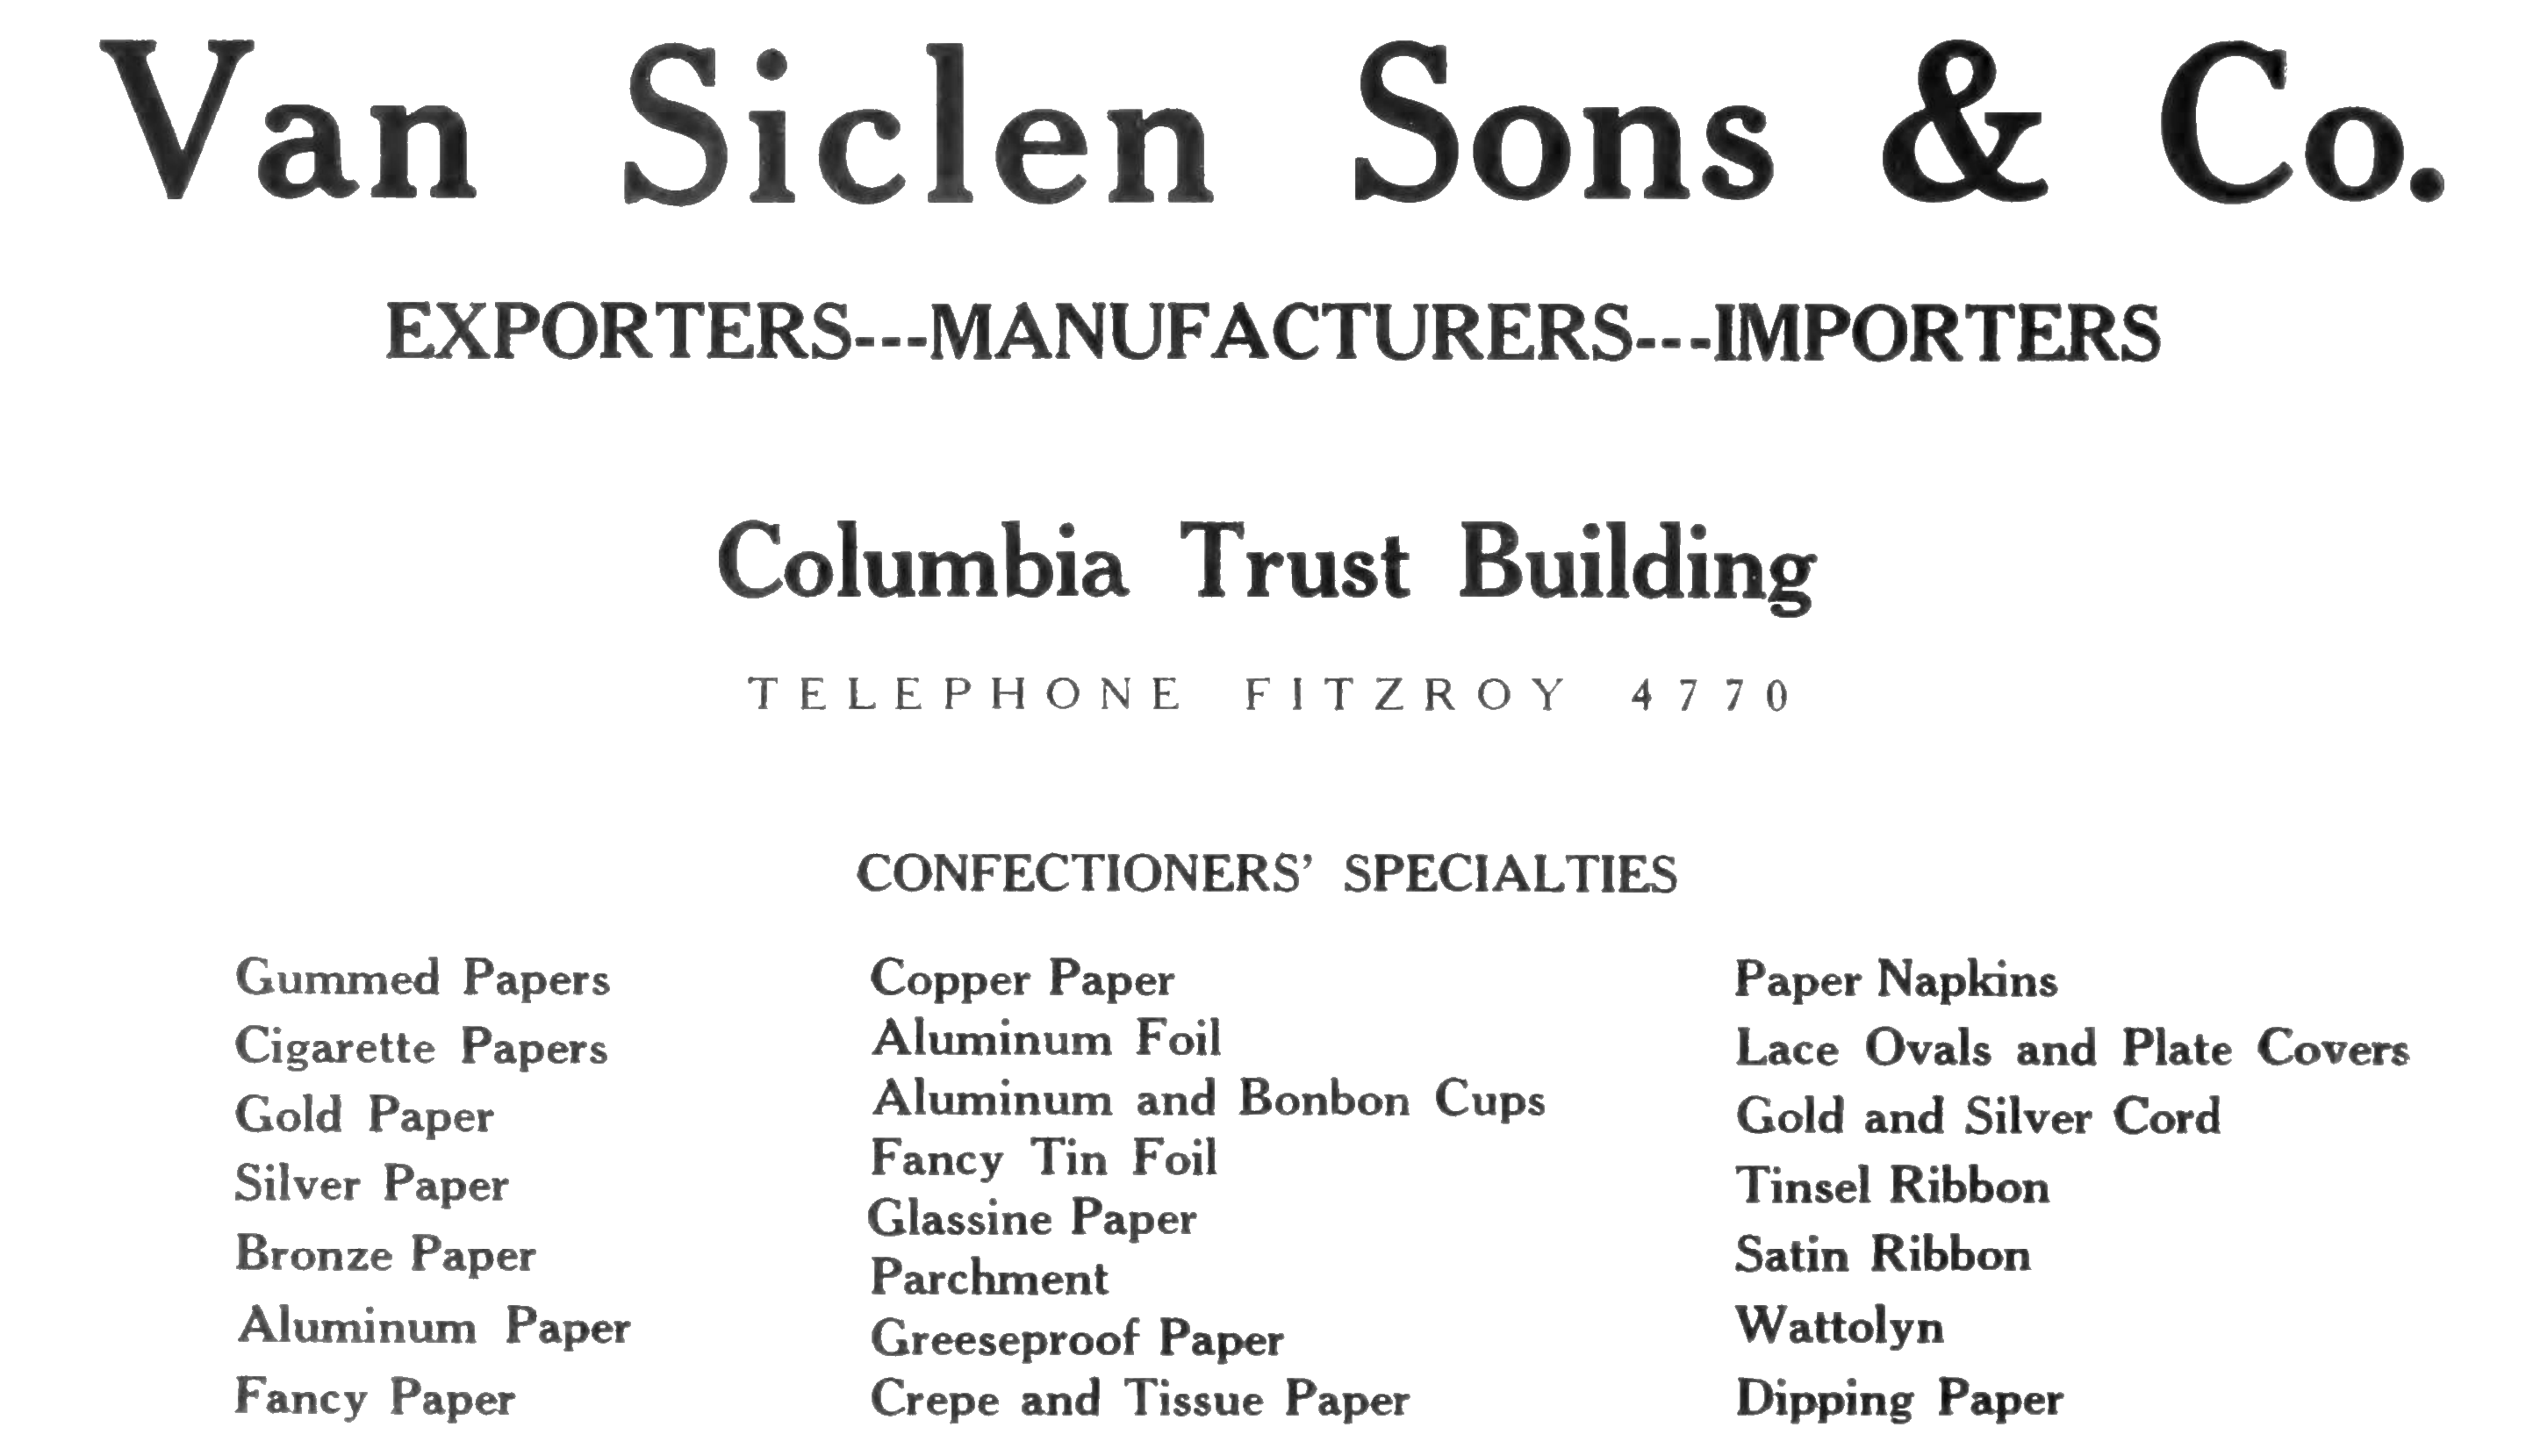 Van Siclen Sons & Co.
EXPORTERS---MANUFACTURERS---IMPORTERS
Columbia Trust Building
TELEPHONE FITZROY 4770
CONFECTIONERS' SPECIALTIES
Gummed Papers
Cigarette Papers
Gold Paper
Silver Paper
Bronze Paper
Aluminum Paper
Fancy Paper
Copper Paper
Aluminum Foil
Aluminum and Bonbon Cups
Fancy Tin Foil
Glassine Paper
Parchment
Greeseproof Paper
Crepe and Tissue Paper
Paper Napkins
Lace Ovals and Plate Covers
Gold and Silver Cord
Tinsel Ribbon
Satin Ribbon
Wattolyn
Dipping Paper